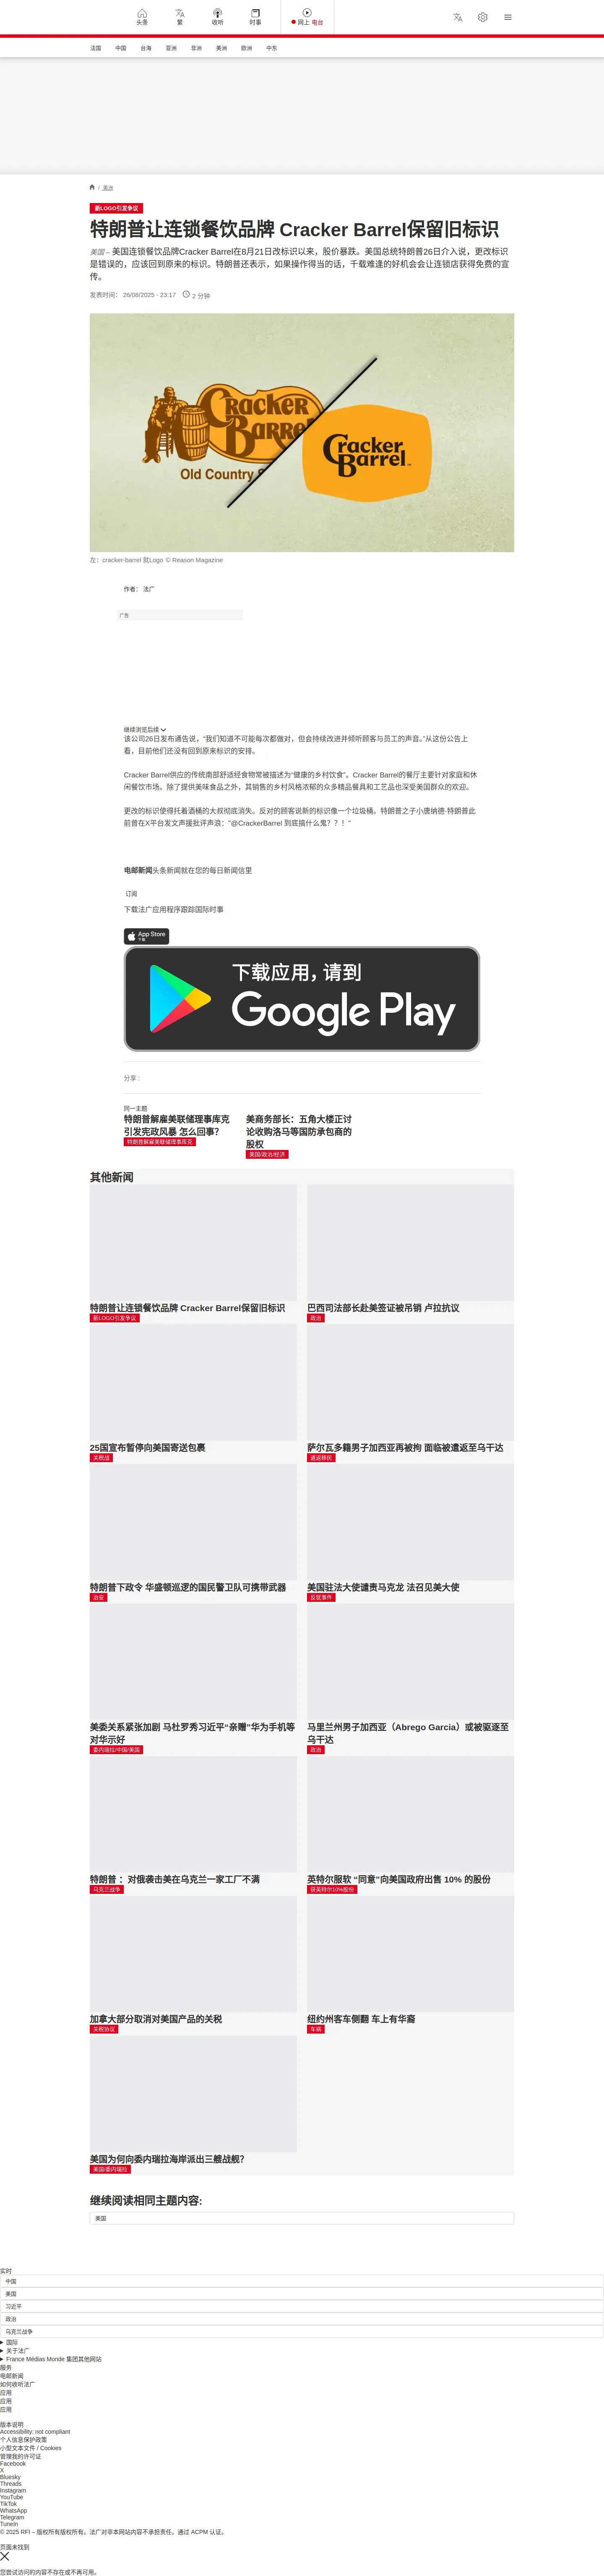 头条
繁
收听
时事
网上 电台
法国
中国
台海
亚洲
非洲
美洲
欧洲
中东
/ 美洲
新LOGO引发争议
特朗普让连锁餐饮品牌 Cracker Barrel保留旧标识
美国 – 美国连锁餐饮品牌Cracker Barrel在8月21日改标识以来，股价暴跌。美国总统特朗普26日介入说，更改标识
是错误的，应该回到原来的标识。特朗普还表示，如果操作得当的话，千载难逢的好机会会让连锁店获得免费的宣
传。
发表时间： 26/08/2025 - 23:17
2 分钟
Cracker
Barrel
Old Country S
Cracker
Barrel
左：cracker-barrel 就Logo © Reason Magazine
作者： 法广
广告
继续浏览后续
该公司26日发布通告说，“我们知道不可能每次都做对，但会持续改进并倾听顾客与员工的声音。”从这份公告上
看，目前他们还没有回到原来标识的安排。
Cracker Barrel供应的传统南部舒适经食物常被描述为“健康的乡村饮食”。Cracker Barrel的餐厅主要针对家庭和休
闲餐饮市场。除了提供美味食品之外，其销售的乡村风格浓郁的众多精品餐具和工艺品也深受美国群众的欢迎。
更改的标识使得托着酒桶的大叔彻底消失。反对的顾客说新的标识像一个垃圾桶。特朗普之子小唐纳德·特朗普此
前曾在X平台发文声援批评声浪：“@CrackerBarrel 到底搞什么鬼？？！”
电邮新闻头条新闻就在您的每日新闻信里
订阅
下载法广应用程序跟踪国际时事
App Store
下载
下载应用，请到
Google Play
分享 :
同一主题
特朗普解雇美联储理事库克
引发宪政风暴 怎么回事？
特朗普解雇美联储理事库克
美商务部长：五角大楼正讨
论收购洛马等国防承包商的
股权
美国/政治/经济
其他新闻
特朗普让连锁餐饮品牌 Cracker Barrel保留旧标识
新LOGO引发争议
巴西司法部长赴美签证被吊销 卢拉抗议
政治
25国宣布暂停向美国寄送包裹
关税战
萨尔瓦多籍男子加西亚再被拘 面临被遣返至乌干达
遣返移民
特朗普下政令 华盛顿巡逻的国民警卫队可携带武器
治安
美国驻法大使谴责马克龙 法召见美大使
反犹事件
美委关系紧张加剧 马杜罗秀习近平“亲赠”华为手机等
对华示好
委内瑞拉/中国/美国
马里兰州男子加西亚（Abrego Garcia）或被驱逐至
乌干达
政治
特朗普 ：对俄袭击美在乌克兰一家工厂不满
乌克兰战争
英特尔服软 “同意”向美国政府出售 10% 的股份
获英特尔10%股份
加拿大部分取消对美国产品的关税
关税协议
纽约州客车侧翻 车上有华裔
车祸
美国为何向委内瑞拉海岸派出三艘战舰？
美国/委内瑞拉
继续阅读相同主题内容:
美国
实时
中国
美国
习近平
政治
乌克兰战争
国际
关于法广
France Médias Monde 集团其他网站
服务
电邮新闻
如何收听法广
应用
应用
应用
版本说明
Accessibility: not compliant
个人信息保护政策
小型文本文件 / Cookies
管理我的许可证
Facebook
X
Bluesky
Threads
Instagram
YouTube
TikTok
WhatsApp
Telegram
TuneIn
© 2025 RFI – 版权所有版权所有。法广对非本网站内容不承担责任。通过 ACPM 认证。
页面未找到
您尝试访问的内容不存在或不再可用。